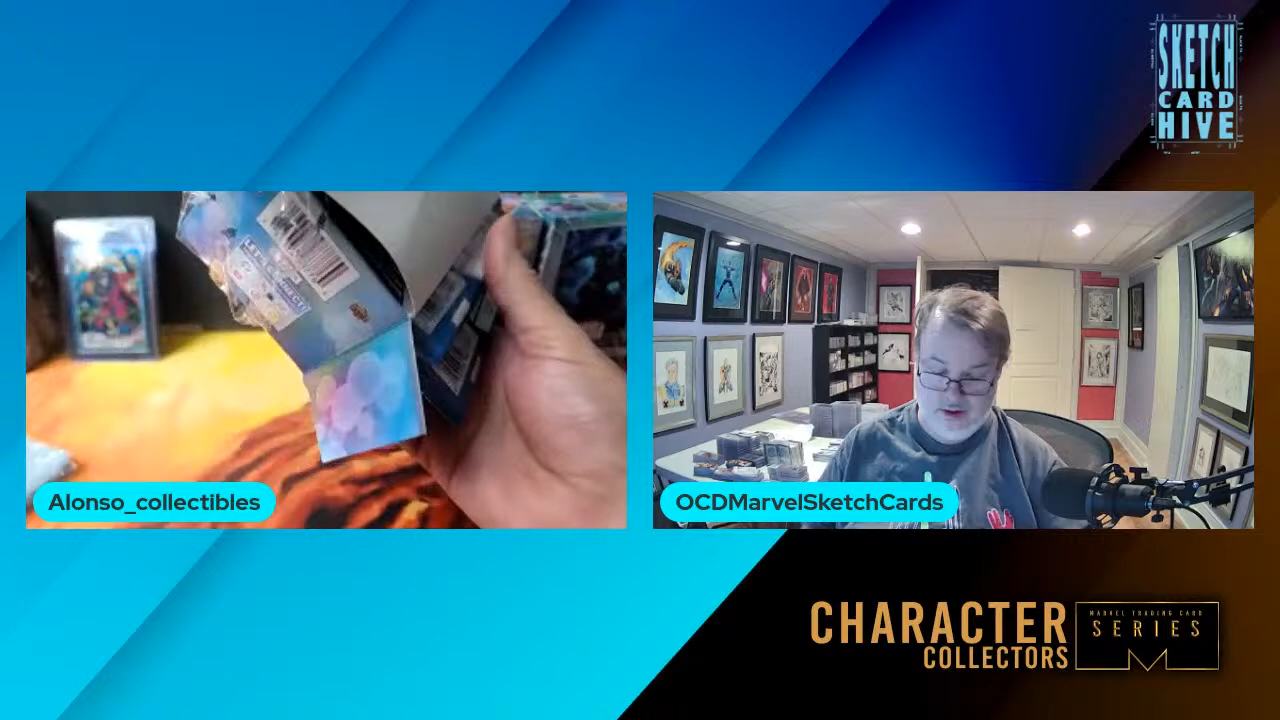 SKETCH
CARD
HIVE
Alonso_collectibles
OCDMarvelSketchCards
CHARACTER
COLLECTORS
MARVEL TRADING CARD
SERIES